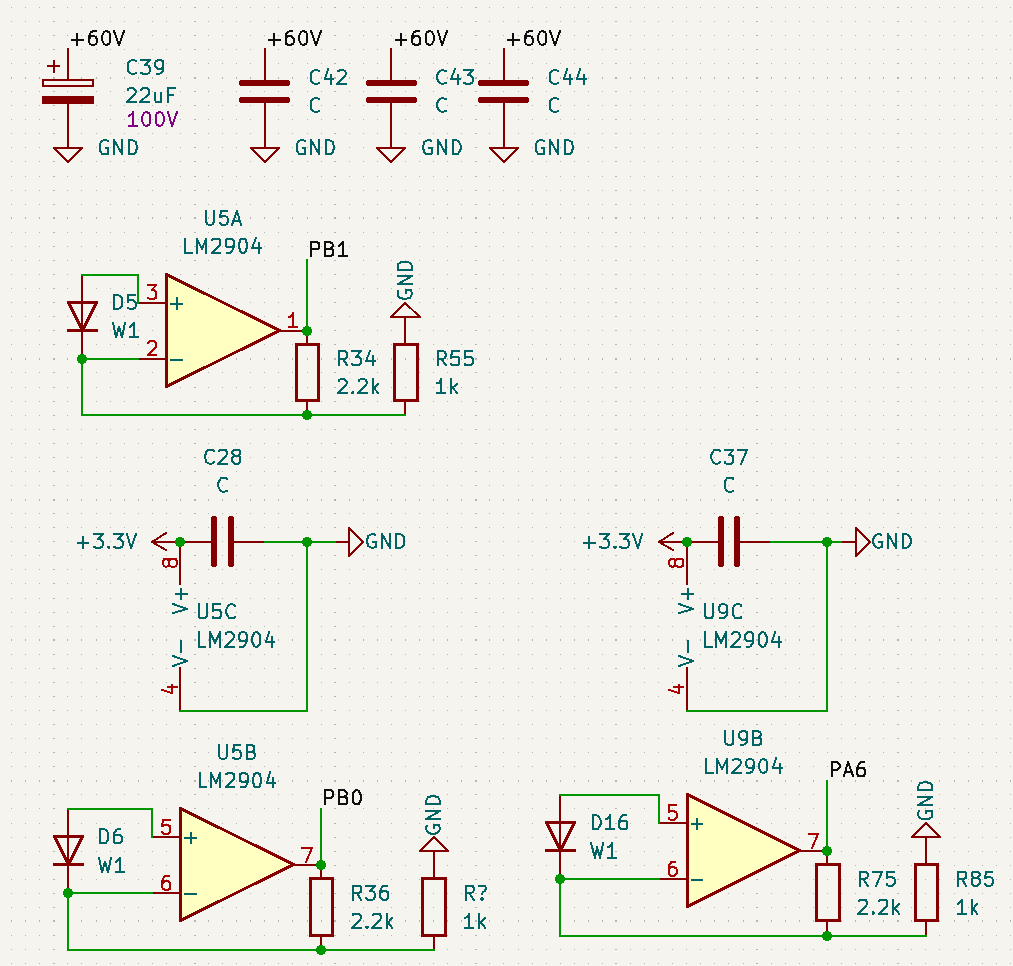 +60V
+
C39
22uF
100V
GND
+60V
C42
C
GND
+60V
C43
C
GND
+60V
C44
C
GND
U5A
LM2904
PB1
D5
W1
3
+
2
−
1
GND
R34
2.2k
R55
1k
C28
C
+3.3V
GND
8
V+
U5C
LM2904
V−
4
C37
C
+3.3V
GND
8
V+
U9C
LM2904
V−
4
U5B
LM2904
PB0
D6
W1
5
+
6
−
7
GND
R36
2.2k
R?
1k
U9B
LM2904
PA6
D16
W1
5
+
6
−
7
GND
R75
2.2k
R85
1k